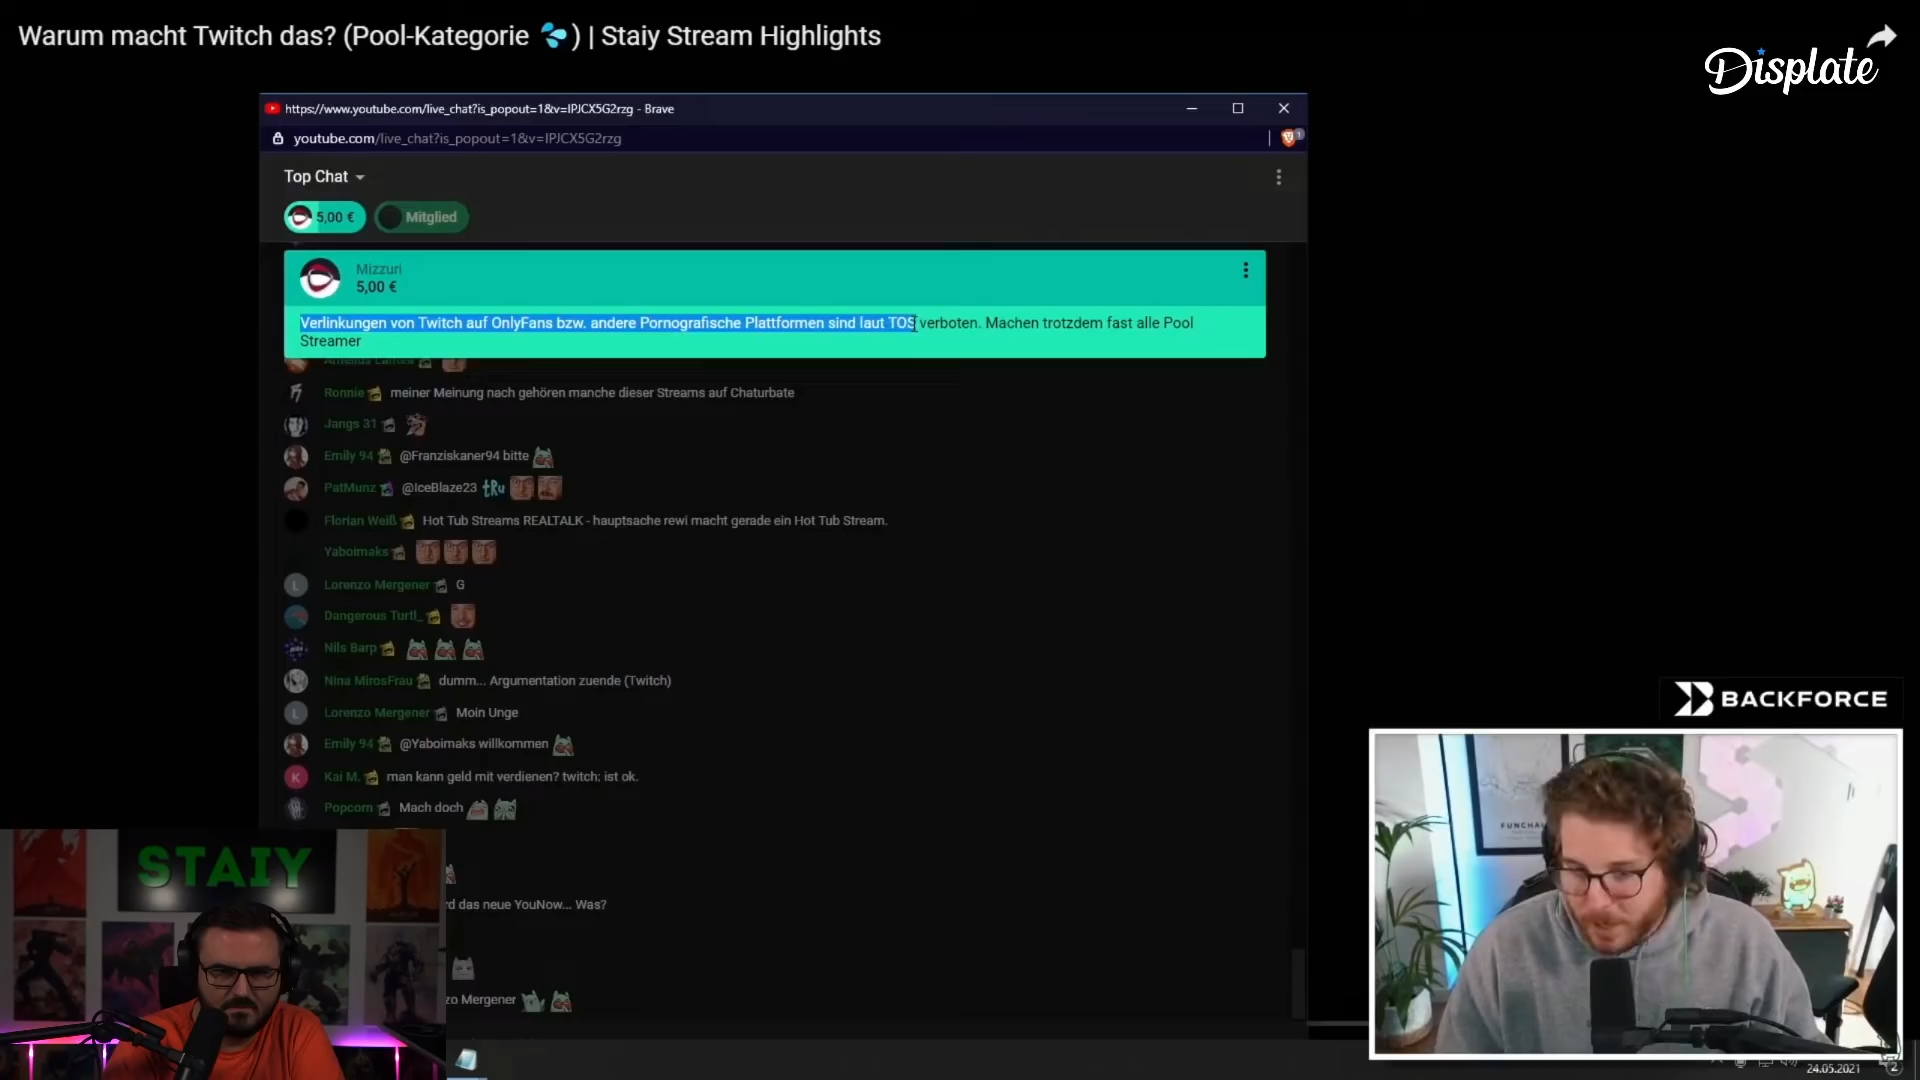 Warum macht Twitch das? (Pool-Kategorie 💦) | Staiy Stream Highlights
Displate
https://www.youtube.com/live_chat?is_popout=1&v=IPJCX5G2rzg - Brave
youtube.com/live_chat?is_popout=1&v=IPJCX5G2rzg
1
Top Chat
5,00 € Mitglied
Mizzuri
5,00 €
Verlinkungen von Twitch auf OnlyFans bzw. andere Pornografische Plattformen sind laut TOS verboten. Machen trotzdem fast alle Pool
Streamer
Ronnie meiner Meinung nach gehören manche dieser Streams auf Chaturbate
Jangs 31
Emily 94 @Franziskaner94 bitte
PatMunz @IceBlaze23 tRu
Florian Weiß Hot Tub Streams REALTALK - hauptsache rewi macht gerade ein Hot Tub Stream.
Yaboimaks
L Lorenzo Mergener G
Dangerous Turtl_
Nils Barp
Nina MirosFrau dumm... Argumentation zuende (Twitch)
L Lorenzo Mergener Moin Unge
Emily 94 @Yaboimaks willkommen
K Kai M. man kann geld mit verdienen? twitch: ist ok.
Popcorn Mach doch
rd das neue YouNow... Was?
zo Mergener
STAIY
BACKFORCE
FUNCHAL
24.05.2021
2